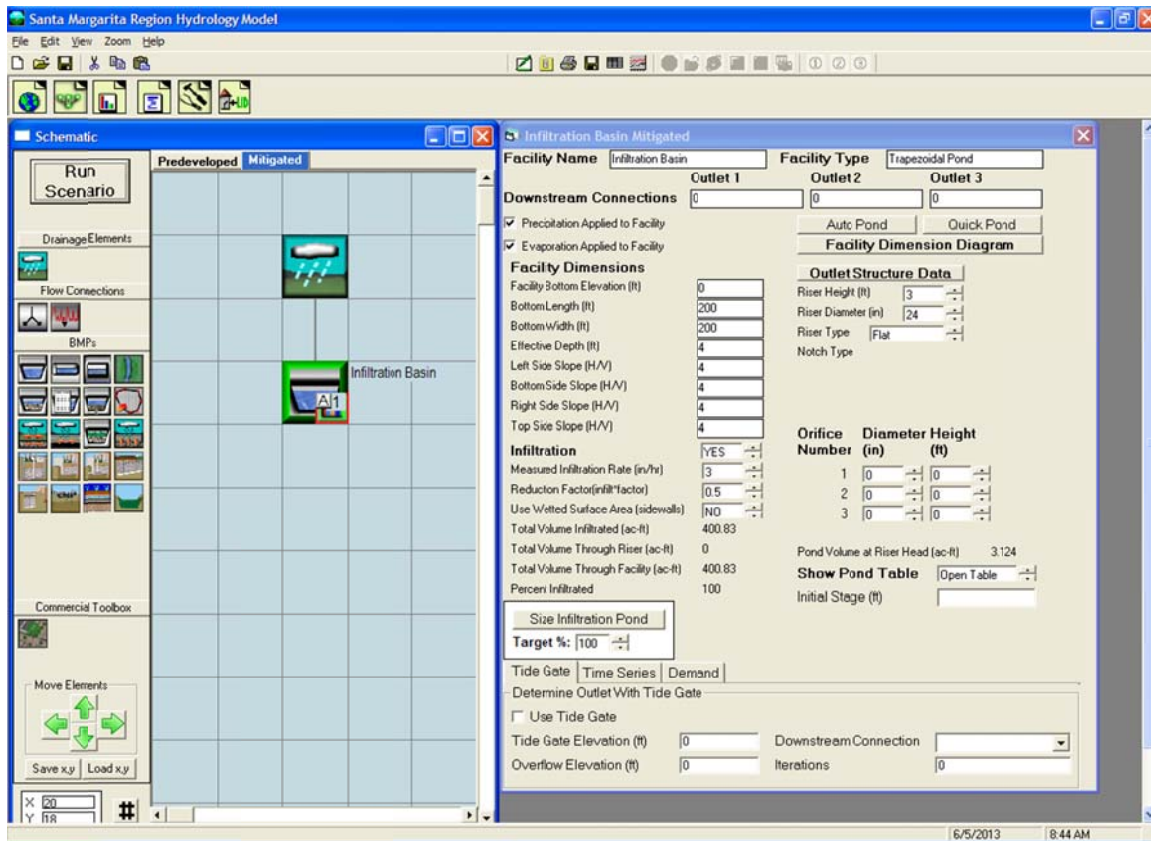 Santa Margarita Region Hydrology Model
File Edit View Zoom Help
Schematic
Run Scenario
Predeveloped Mitigated
Drainage Elements
Flow Connections
BMPs
Infiltration Basin
A 1
Commercial Toolbox
Move Elements
Save x,y Load x,y
X 20
Y 18
#
Infiltration Basin Mitigated
Facility Name Infiltration Basin Facility Type Trapezoidal Pond
Outlet 1 Outlet 2 Outlet 3
Downstream Connections 0 0 0
Precipitation Applied to Facility Auto Pond Quick Pond
Evaporation Applied to Facility Facility Dimension Diagram
Facility Dimensions
Facility Bottom Elevation (ft) 0
Bottom Length (ft) 200
Bottom Width (ft) 200
Effective Depth (ft) 4
Left Side Slope (H/V) 4
Bottom Side Slope (H/V) 4
Right Side Slope (H/V) 4
Top Side Slope (H/V) 4
Outlet Structure Data
Riser Height (ft) 3
Riser Diameter (in) 24
Riser Type Flat
Notch Type
Infiltration YES
Measured Infiltration Rate (in/hr) 3
Reducton Factor(infilt*factor) 0.5
Use Wetted Surface Area (sidewalls) NO
Total Volume Infiltrated (ac-ft) 400.83
Total Volume Through Riser (ac-ft) 0
Total Volume Through Facility (ac-ft) 400.83
Percent Infiltrated 100
Orifice Diameter Height
Number (in) (ft)
1 0 0
2 0 0
3 0 0
Pond Volume at Riser Head (ac-ft) 3.124
Show Pond Table Open Table
Initial Stage (ft)
Size Infiltration Pond
Target %: 100
Tide Gate Time Series Demand
Determine Outlet With Tide Gate
Use Tide Gate
Tide Gate Elevation (ft) 0 Downstream Connection
Overflow Elevation (ft) 0 Iterations 0
6/5/2013 8:44 AM